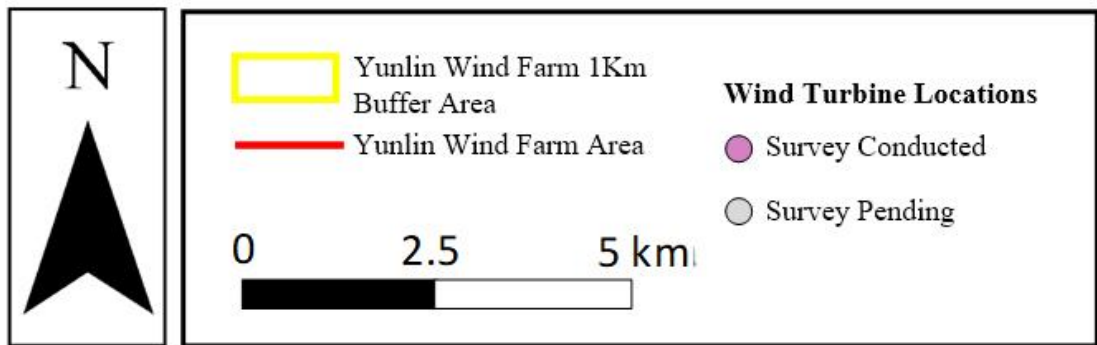 N
Yunlin Wind Farm 1Km
Buffer Area
Yunlin Wind Farm Area
0 2.5 5 km
Wind Turbine Locations
Survey Conducted
Survey Pending